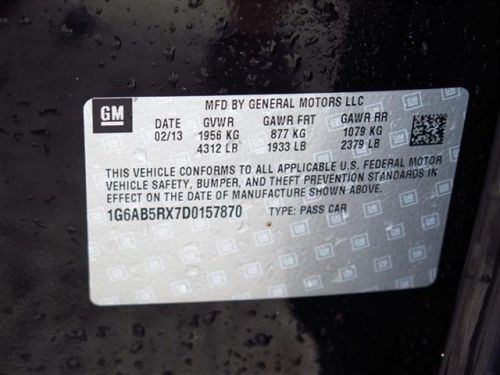 MFD BY GENERAL MOTORS LLC
GM
DATE GVWR GAWR FRT GAWR RR
02/13 1956 KG 877 KG 1079 KG
4312 LB 1933 LB 2379 LB
THIS VEHICLE CONFORMS TO ALL APPLICABLE U.S. FEDERAL MOTOR
VEHICLE SAFETY, BUMPER, AND THEFT PREVENTION STANDARDS IN
EFFECT ON THE DATE OF MANUFACTURE SHOWN ABOVE.
1G6AB5RX7D0157870 TYPE: PASS CAR